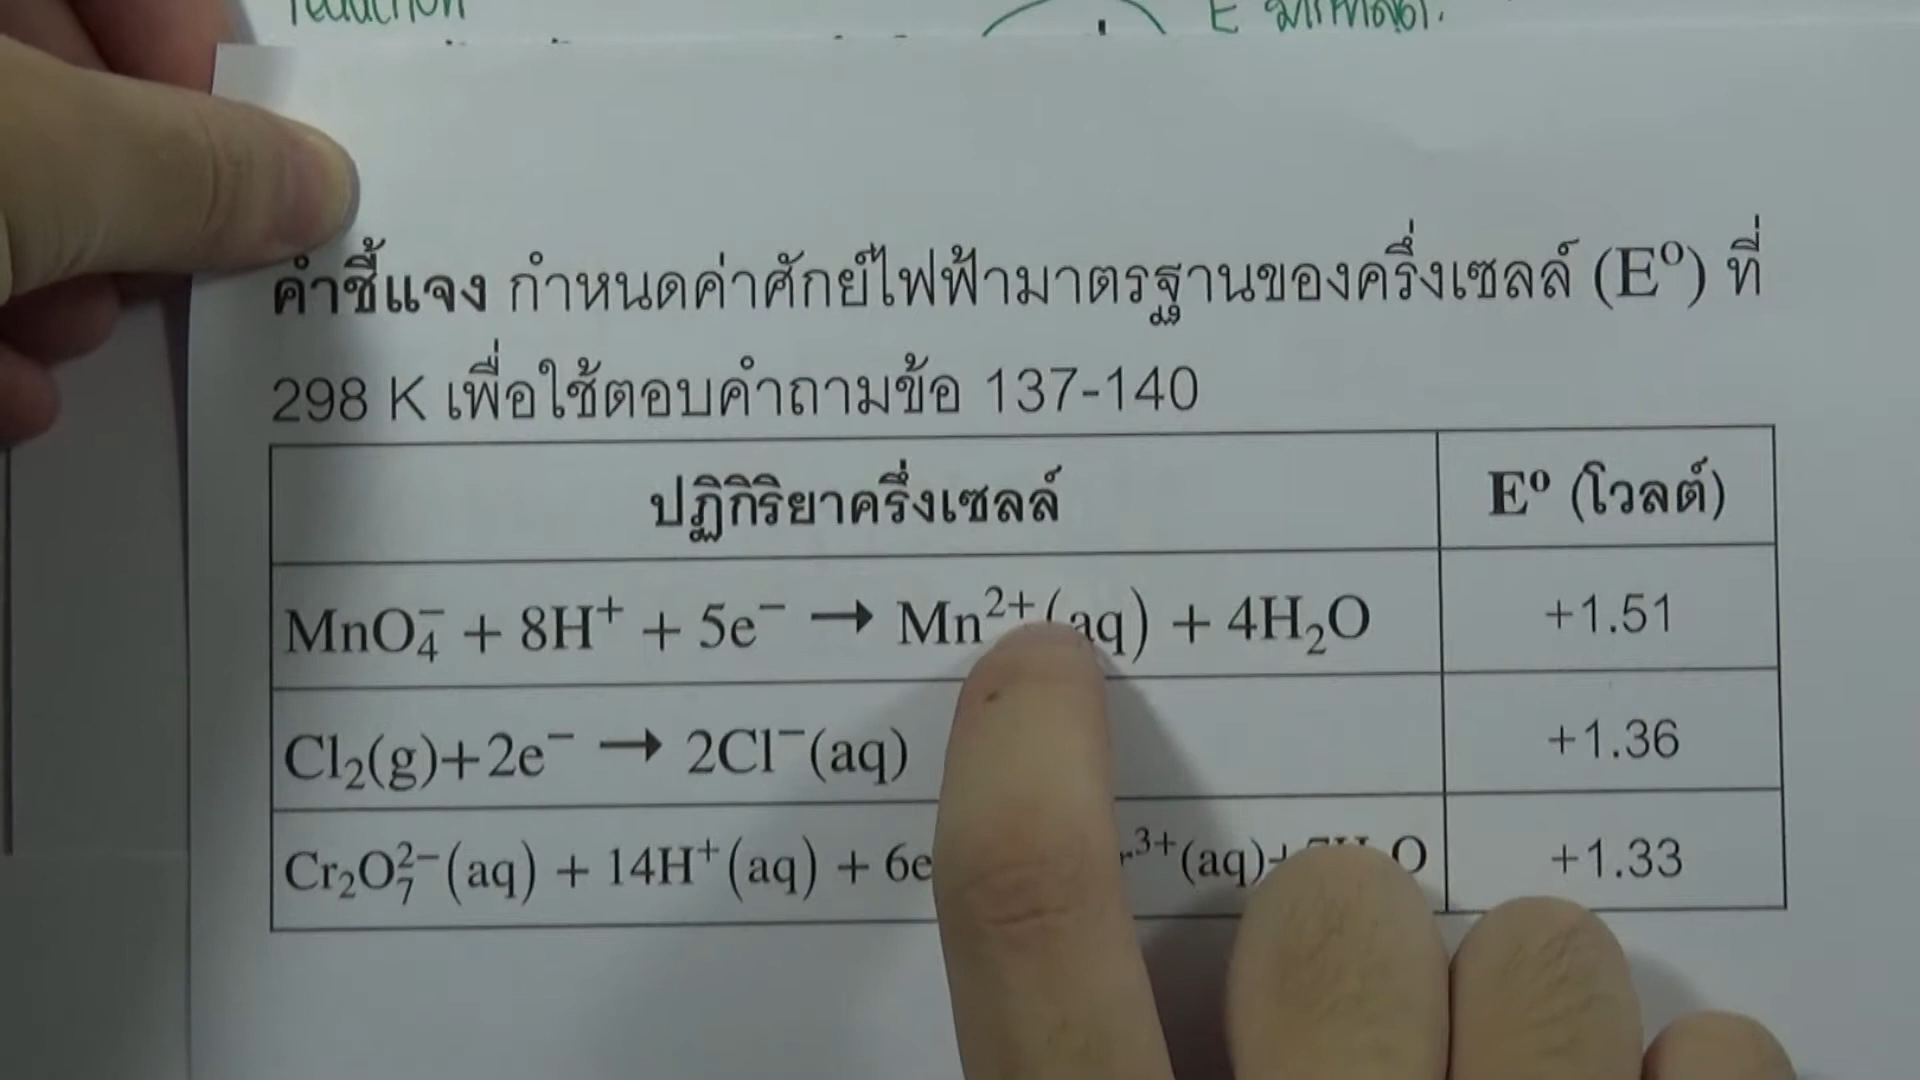 reaction
E
คำชี้แจง กำหนดค่าศักย์ไฟฟ้ามาตรฐานของครึ่งเซลล์ (E⁰) ที่
298 K เพื่อใช้ตอบคำถามข้อ 137-140
ปฏิกิริยาครึ่งเซลล์ E⁰ (โวลต์)
MnO₄⁻ + 8H⁺ + 5e⁻ → Mn²⁺(aq) + 4H₂O +1.51
Cl₂(g)+2e⁻ → 2Cl⁻(aq) +1.36
Cr₂O₇²⁻(aq) + 14H⁺(aq) + 6e ³⁺(aq)+ O +1.33